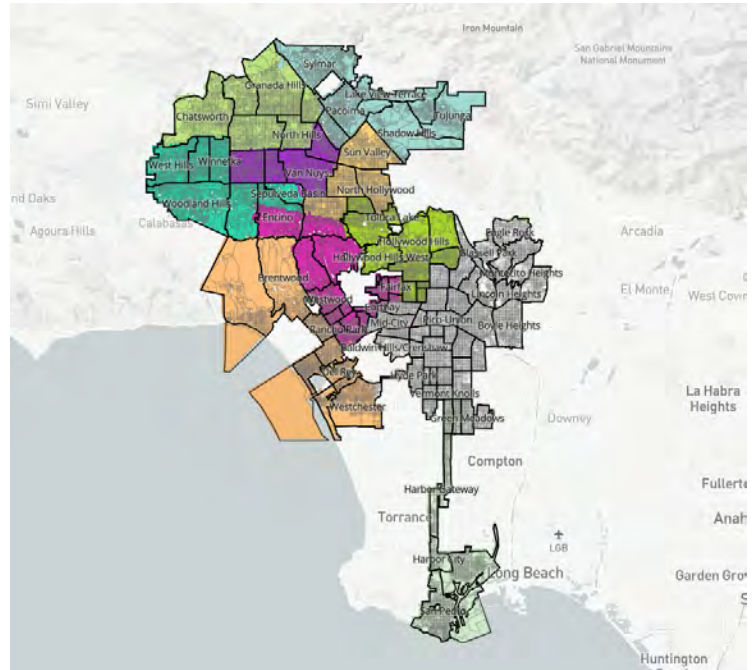 Iron Mountain
San Gabriel Mountains
National Monument
Sylmar
Granada Hills
Lake View Terrace
Simi Valley
Pacoima
Tujunga
Chatsworth
North Hills
Shadow Hills
Sun Valley
West Hills
Winnetka
Van Nuys
nd Oaks
Sepulveda Basin
North Hollywood
Woodland Hills
Encino
Toluca Lake
Calabasas
Agoura Hills
Eagle Rock
Arcadia
Hollywood Hills
Glassell Park
Hollywood Hills West
Montecito Heights
Brentwood
Fairfax
Lincoln Heights
El Monte
West Covin
Westwood
Pico-Union
Mid-City
Boyle Heights
Rancho Park
Baldwin Hills/Crenshaw
Del Rey
Hyde Park
La Habra
Heights
Vermont Knolls
Westchester
Green Meadows
Downey
Compton
Fullerto
Harbor Gateway
Torrance
Anah
LGB
Harbor City
Long Beach
Garden Grov
San Pedro
Huntington